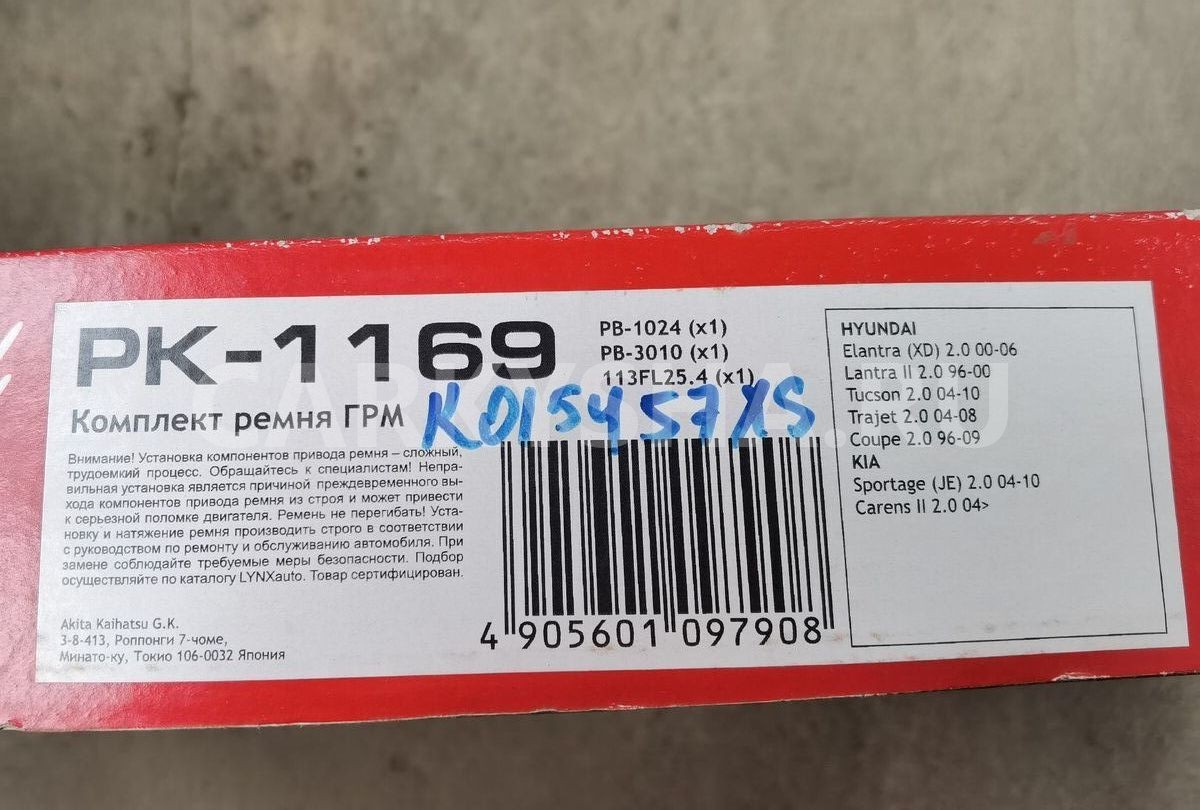 PK-1169
Комплект ремня ГРМ
PB-1024 (x1)
PB-3010 (x1)
113FL25.4 (x1)
K015457XS
Внимание! Установка компонентов привода ремня – сложный,
трудоемкий процесс. Обращайтесь к специалистам! Непра-
вильная установка является причиной преждевременного вы-
хода компонентов привода ремня из строя и может привести
к серьезной поломке двигателя. Ремень не перегибать! Уста-
новку и натяжение ремня производить строго в соответствии
с руководством по ремонту и обслуживанию автомобиля. При
замене соблюдайте требуемые меры безопасности. Подбор
осуществляйте по каталогу LYNXauto. Товар сертифицирован.
Akita Kaihatsu G.K.
3-8-413, Роппонги 7-чоме,
Минато-ку, Токио 106-0032 Япония
4 905601 097908
HYUNDAI
Elantra (XD) 2.0 00-06
Lantra II 2.0 96-00
Tucson 2.0 04-10
Trajet 2.0 04-08
Coupe 2.0 96-09
KIA
Sportage (JE) 2.0 04-10
Carens II 2.0 04>